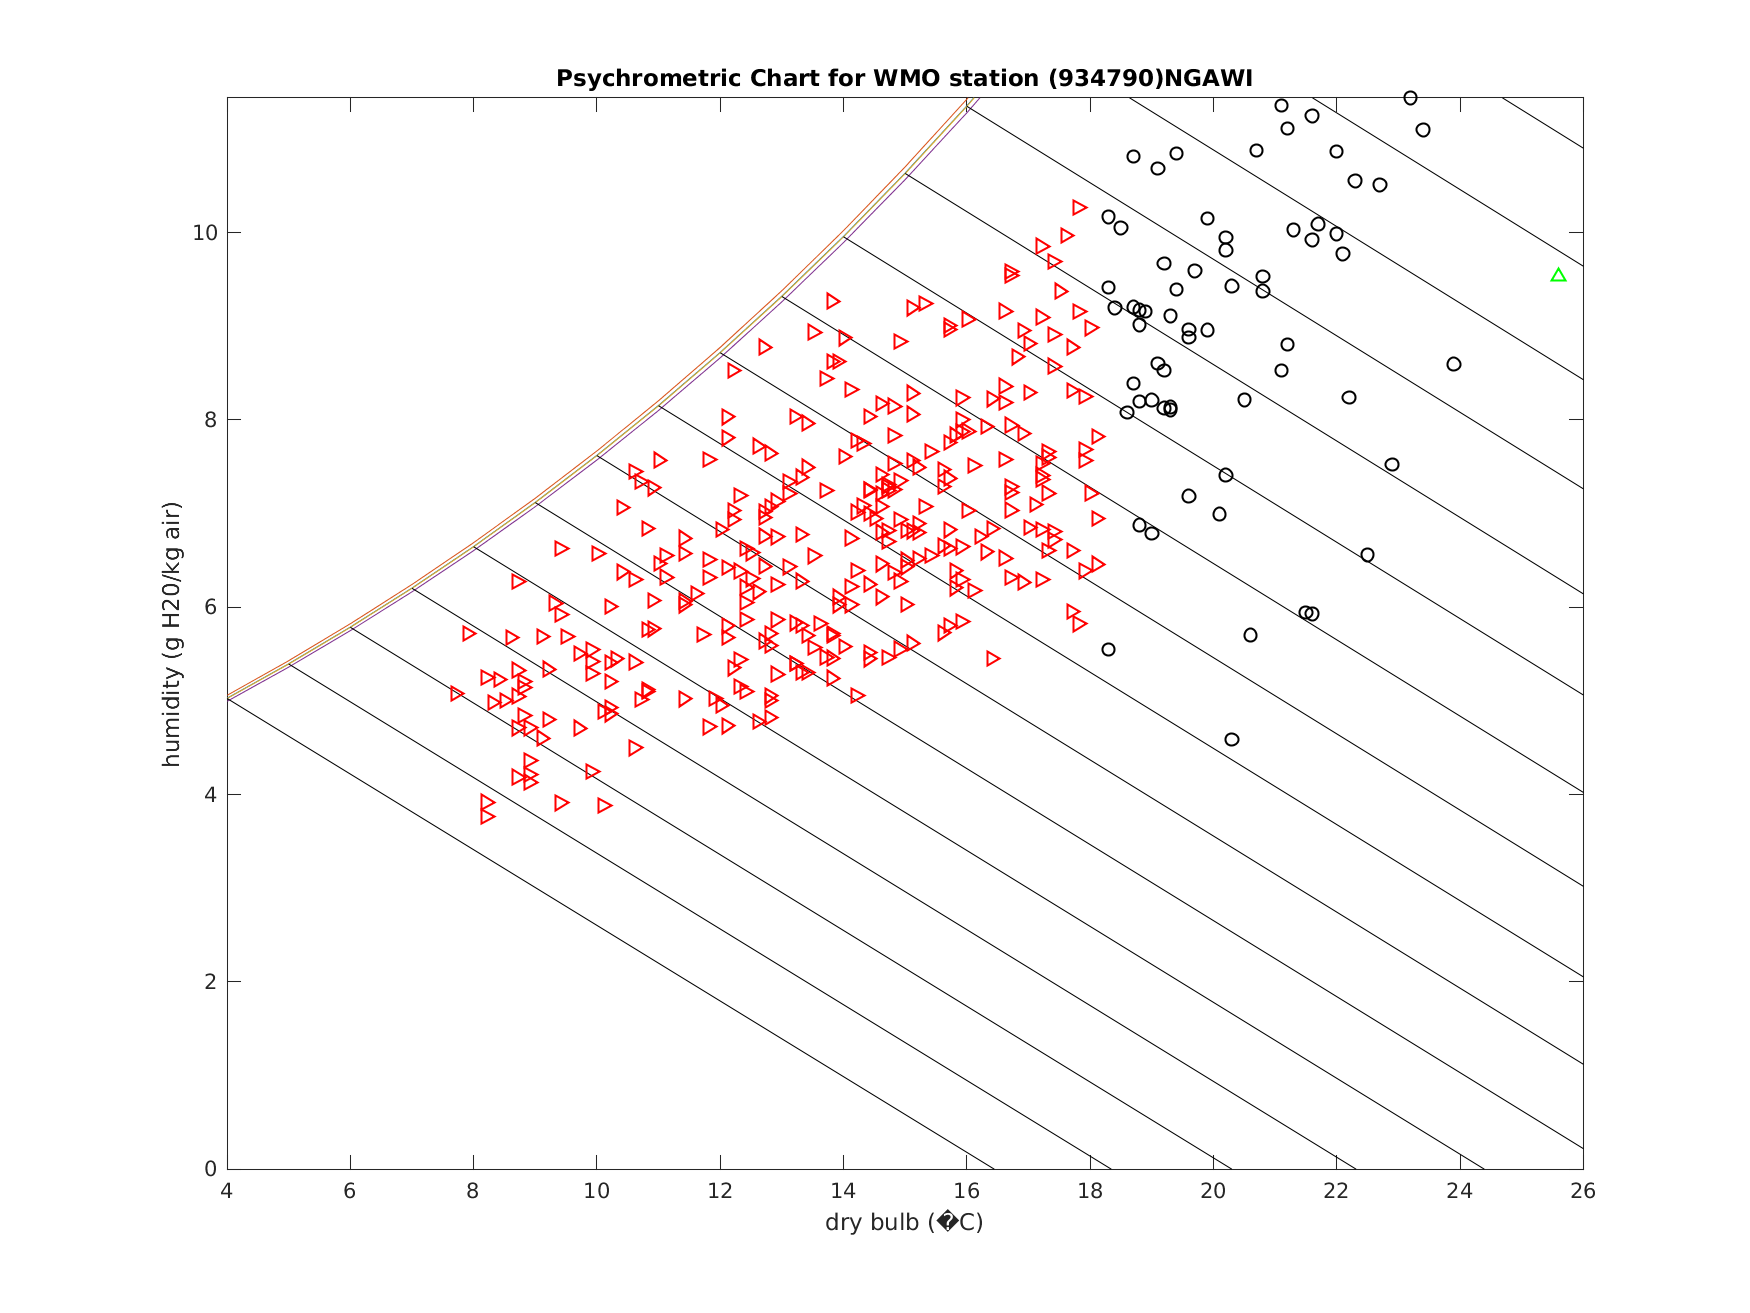 Psychrometric Chart for WMO station (934790)NGAWI
humidity (g H20/kg air)
10
8
6
4
2
0
4 6 8 10 12 14 16 18 20 22 24 26
dry bulb (�C)